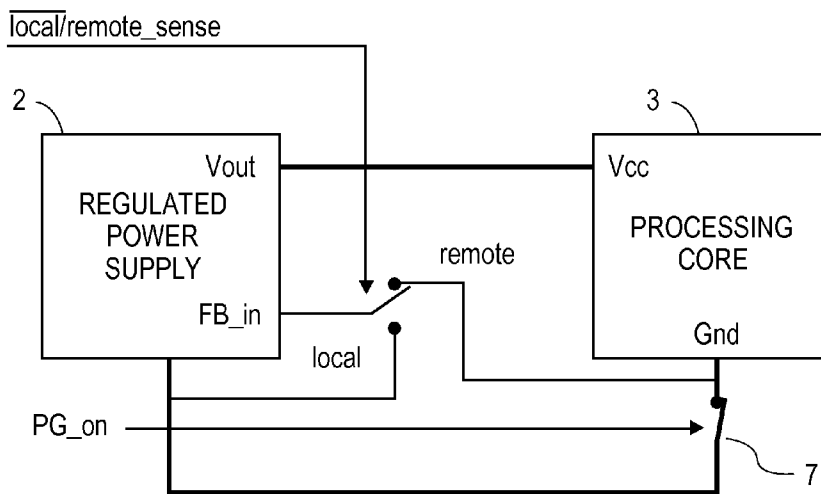 local/remote_sense
2
3
Vout
Vcc
REGULATED
POWER
SUPPLY
PROCESSING
CORE
remote
FB_in
Gnd
local
PG_on
7